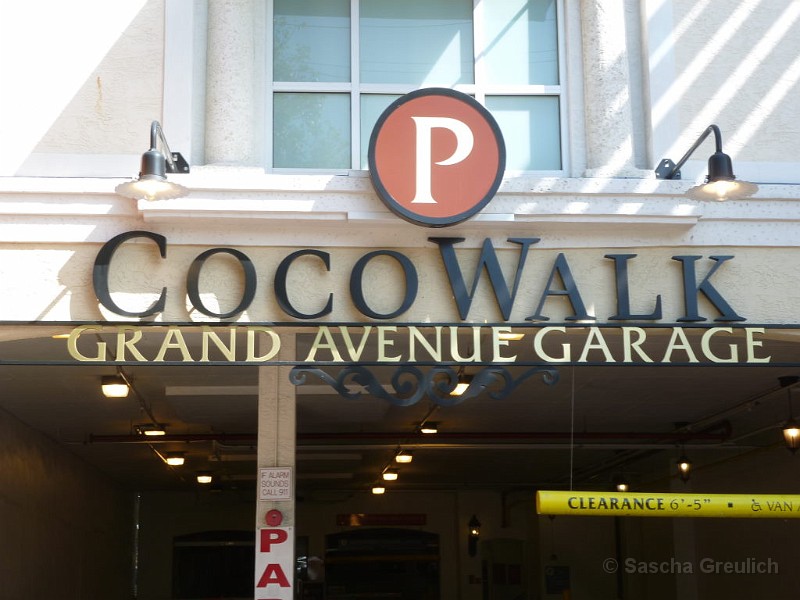 P
COCOWALK
GRAND AVENUE GARAGE
IF ALARM
SOUNDS
CALL 911
CLEARANCE 6'-5" ▪ ♿ VAN
PA
© Sascha Greulich